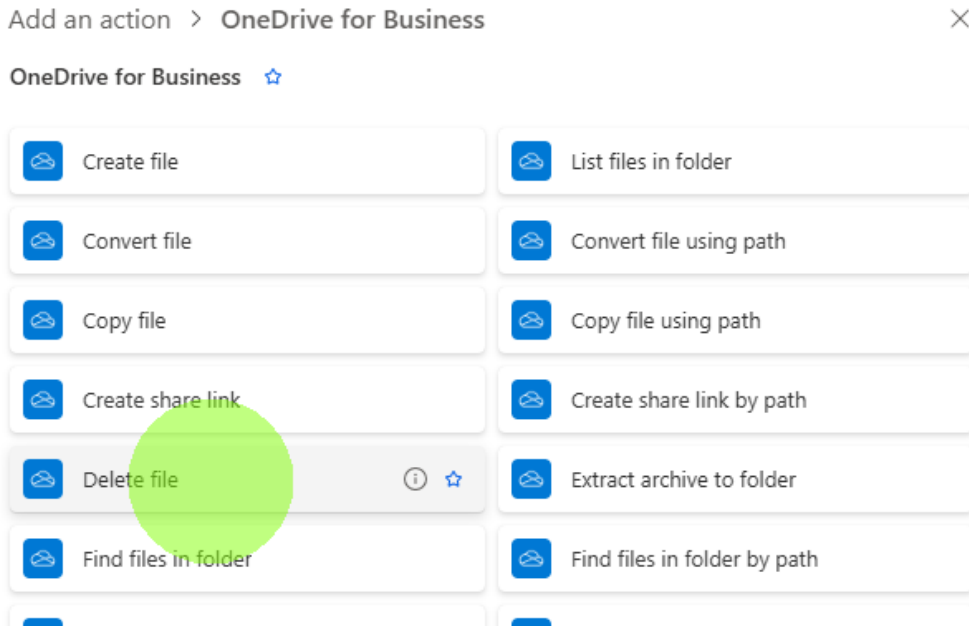 Add an action > OneDrive for Business
OneDrive for Business
Create file
List files in folder
Convert file
Convert file using path
Copy file
Copy file using path
Create share link
Create share link by path
Delete file
Extract archive to folder
Find files in folder
Find files in folder by path